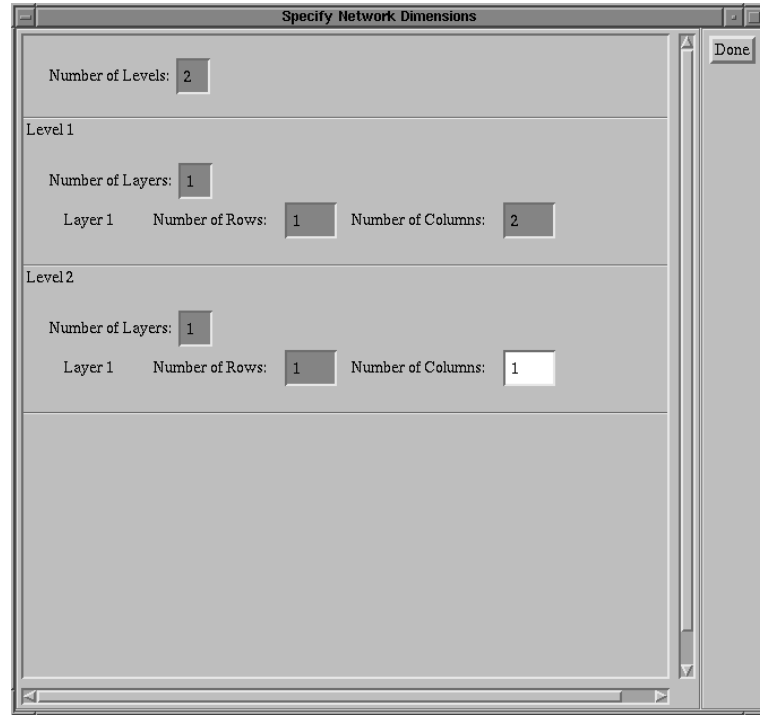 Specify Network Dimensions
Done
Number of Levels: 2
Level 1
Number of Layers: 1
Layer 1 Number of Rows: 1 Number of Columns: 2
Level 2
Number of Layers: 1
Layer 1 Number of Rows: 1 Number of Columns: 1